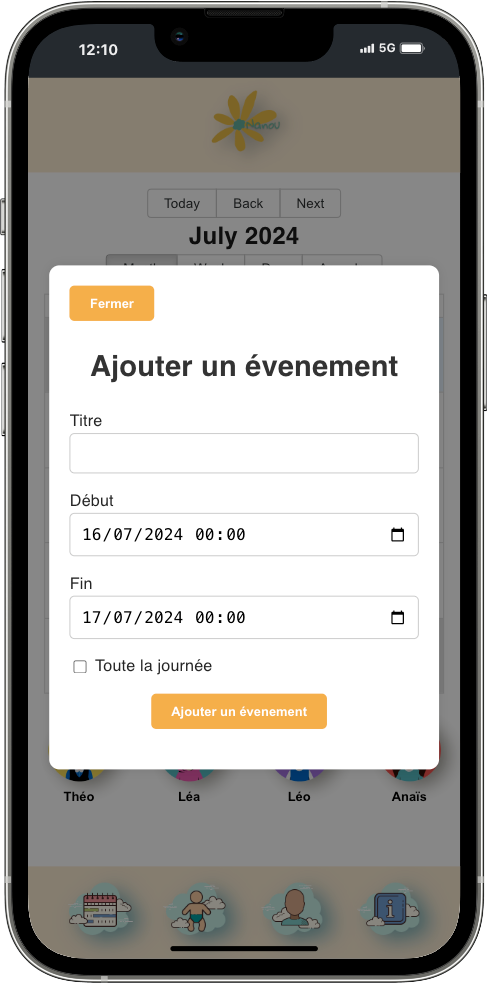 12:10
5G
Nanou
Today Back Next
July 2024
Fermer
Ajouter un évenement
Titre
Début
16/07/2024 00:00
Fin
17/07/2024 00:00
Toute la journée
Ajouter un évenement
Théo Léa Léo Anaïs